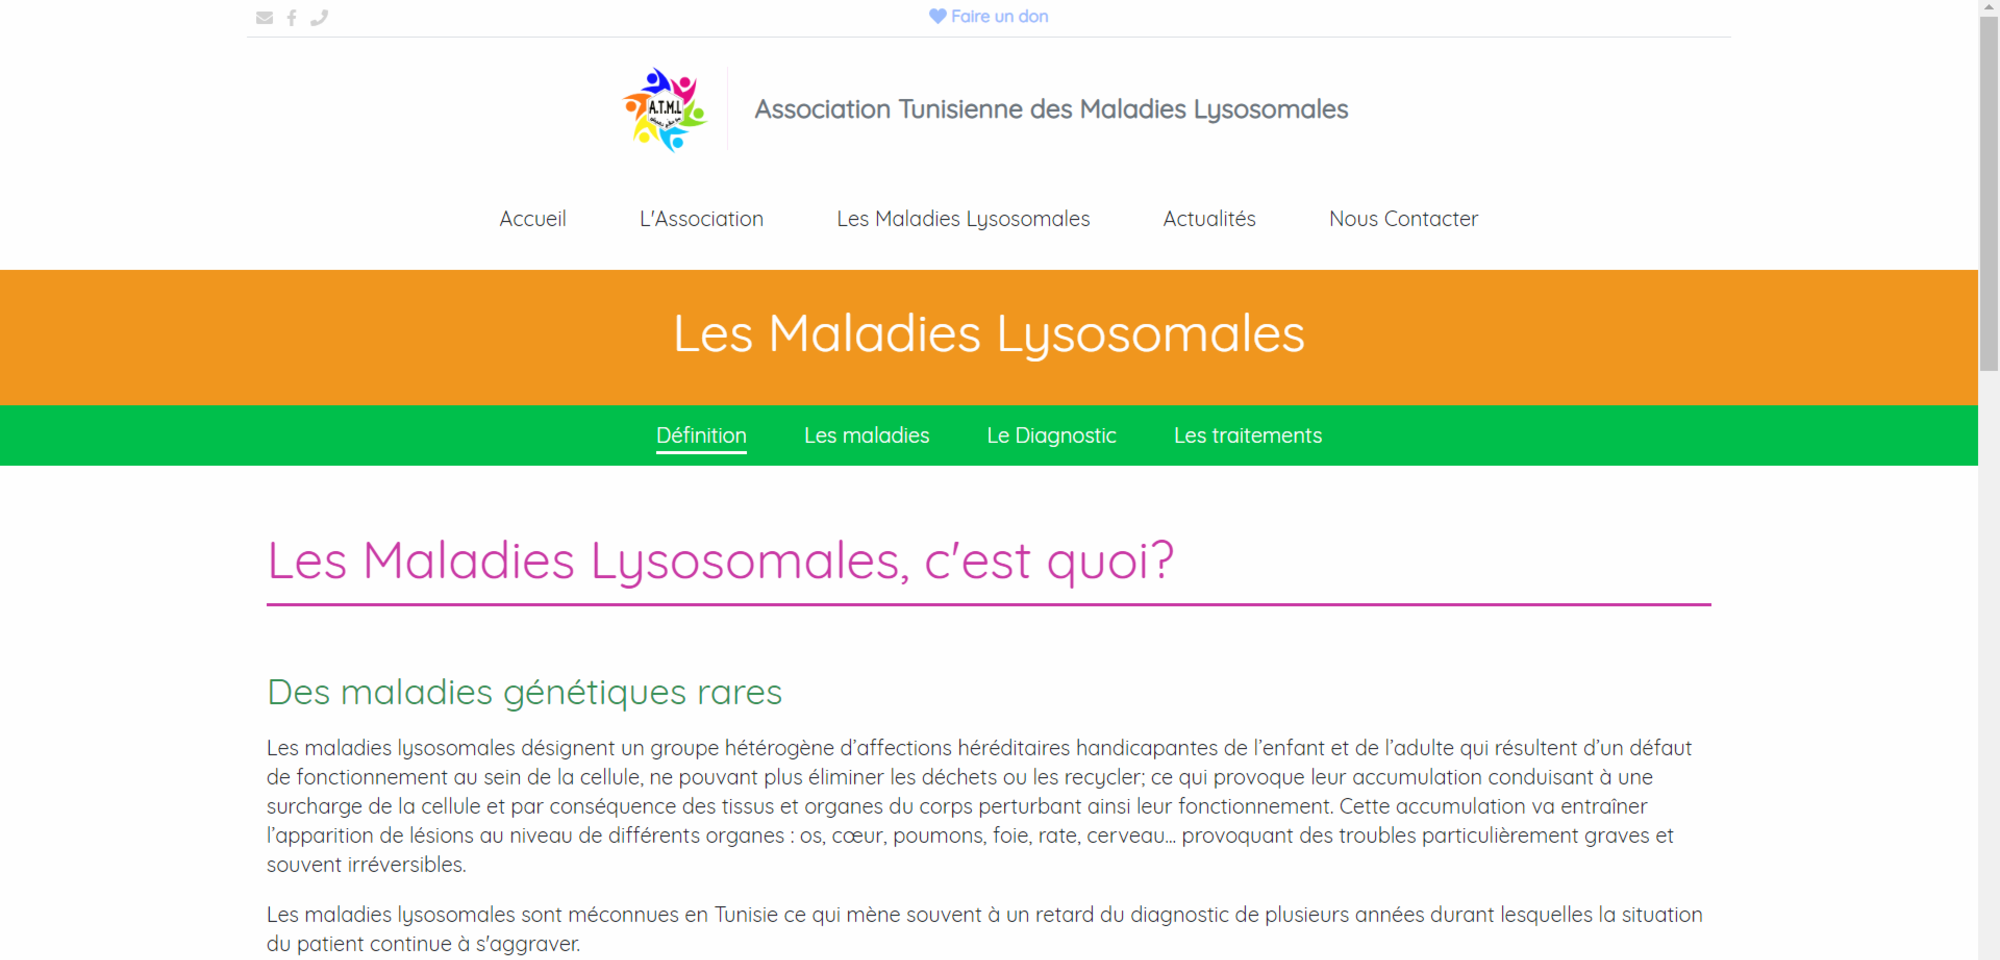 Faire un don
A.T.M.L
Association Tunisienne des Maladies Lysosomales
Accueil
L'Association
Les Maladies Lysosomales
Actualités
Nous Contacter
Les Maladies Lysosomales
Définition
Les maladies
Le Diagnostic
Les traitements
Les Maladies Lysosomales, c'est quoi?
Des maladies génétiques rares
Les maladies lysosomales désignent un groupe hétérogène d’affections héréditaires handicapantes de l’enfant et de l’adulte qui résultent d’un défaut
de fonctionnement au sein de la cellule, ne pouvant plus éliminer les déchets ou les recycler; ce qui provoque leur accumulation conduisant à une
surcharge de la cellule et par conséquence des tissus et organes du corps perturbant ainsi leur fonctionnement. Cette accumulation va entraîner
l’apparition de lésions au niveau de différents organes : os, cœur, poumons, foie, rate, cerveau... provoquant des troubles particulièrement graves et
souvent irréversibles.
Les maladies lysosomales sont méconnues en Tunisie ce qui mène souvent à un retard du diagnostic de plusieurs années durant lesquelles la situation
du patient continue à s'aggraver.